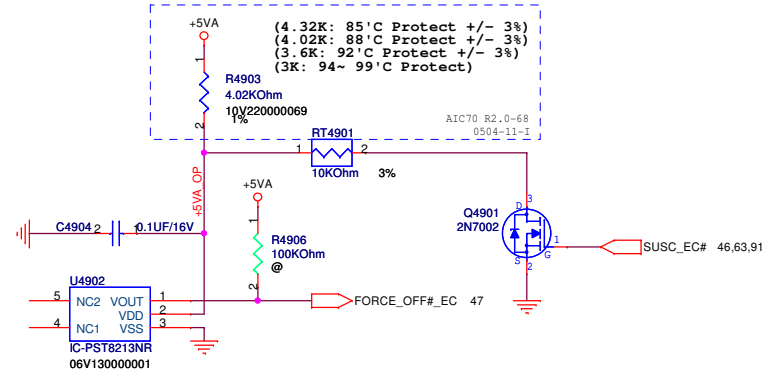 +5VA
(4.32K: 85'C Protect +/- 3%)
(4.02K: 88'C Protect +/- 3%)
(3.6K: 92'C Protect +/- 3%)
(3K: 94~ 99'C Protect)
1
R4903
4.02KOhm
10V220000069
1%
2
AIC70 R2.0-68
0504-11-I
RT4901
1
2
10KOhm
3%
+5VA_OP
+5VA
1
R4906
100KOhm
@
2
C4904
2
1
0.1UF/16V
Q4901
2N7002
D
3
1
G
S
2
SUSC_EC# 46,63,91
U4902
5 NC2 VOUT 1
VDD 2
4 NC1 VSS 3
IC-PST8213NR
06V130000001
FORCE_OFF#_EC 47